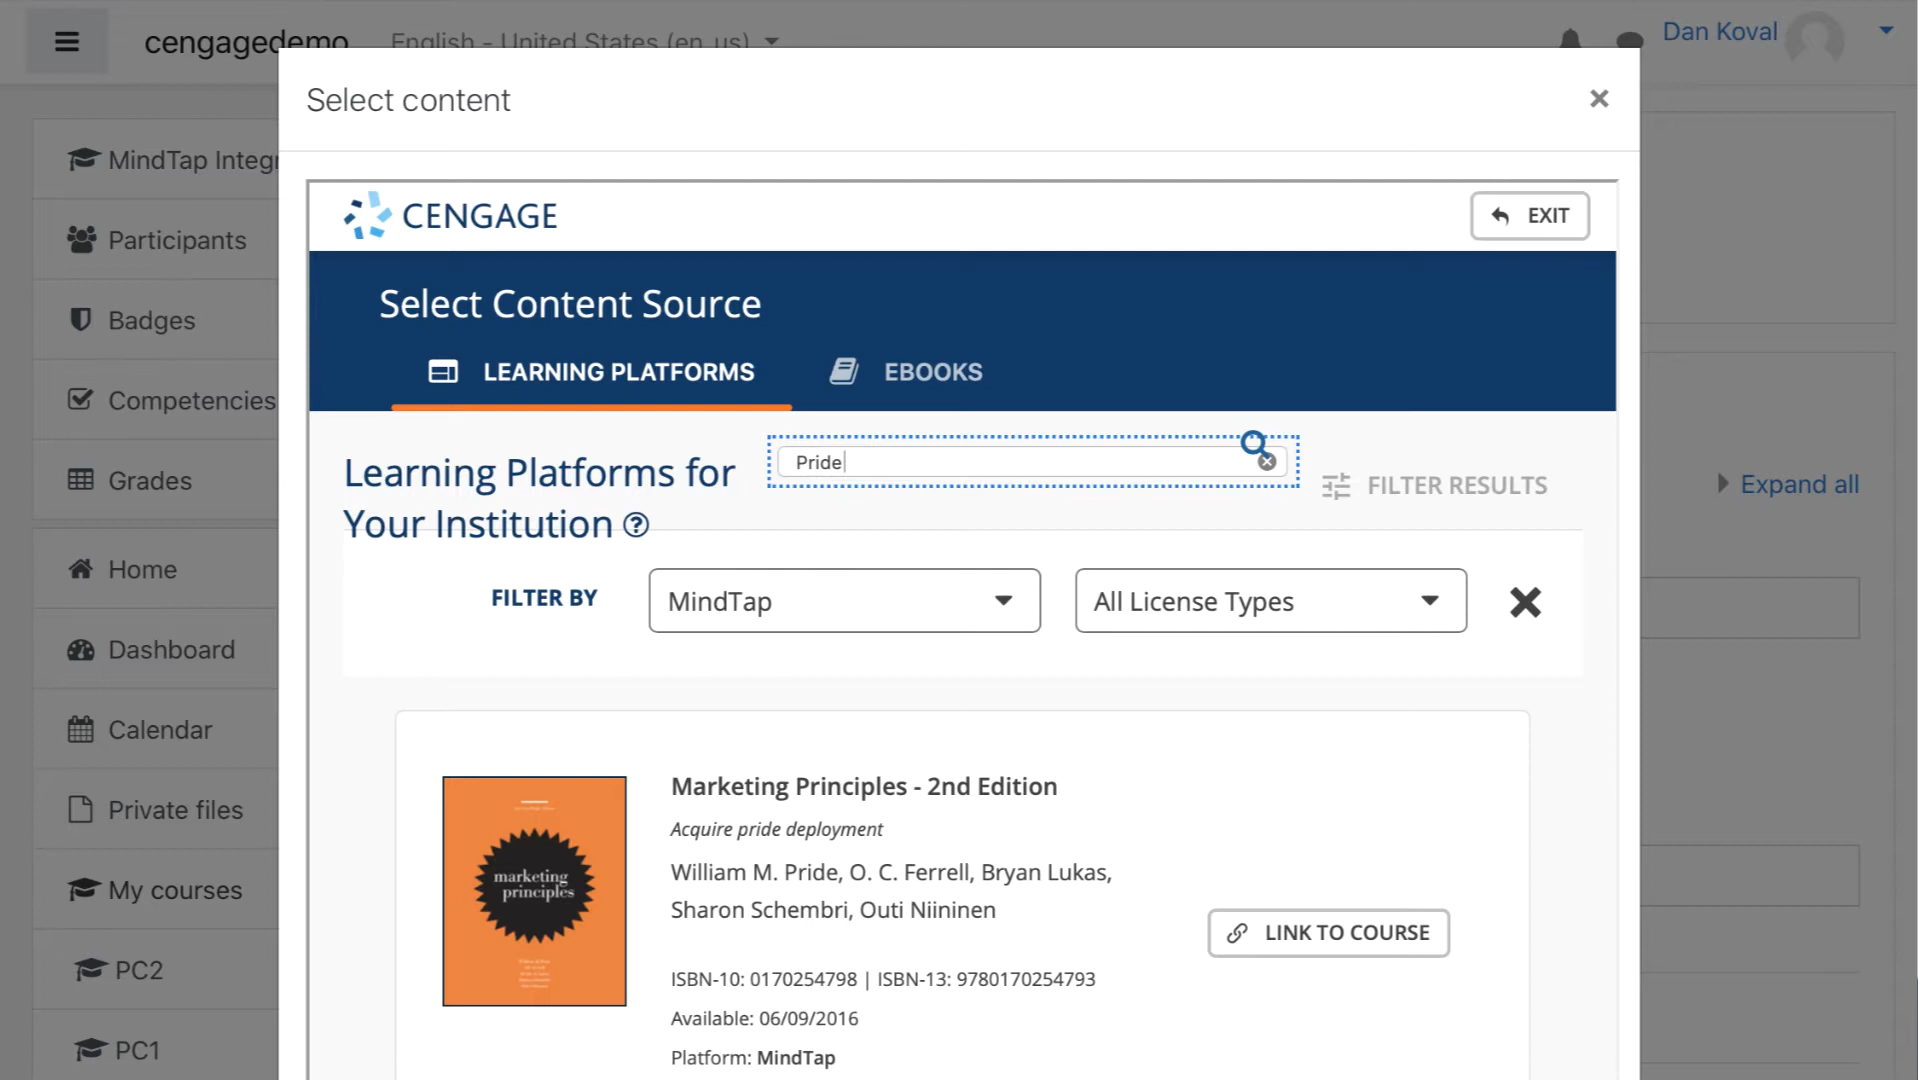 cengagedemo
English - United States (en_us)
Dan Koval
Select content
MindTap Integr
Participants
Badges
Competencies
Grades
Home
Dashboard
Calendar
Private files
My courses
PC2
PC1
CENGAGE
EXIT
Select Content Source
LEARNING PLATFORMS
EBOOKS
Learning Platforms for
Your Institution
Pride
FILTER RESULTS
Expand all
FILTER BY
MindTap
All License Types
marketing
principles
Marketing Principles - 2nd Edition
Acquire pride deployment
William M. Pride, O. C. Ferrell, Bryan Lukas,
Sharon Schembri, Outi Niininen
LINK TO COURSE
ISBN-10: 0170254798 | ISBN-13: 9780170254793
Available: 06/09/2016
Platform: MindTap